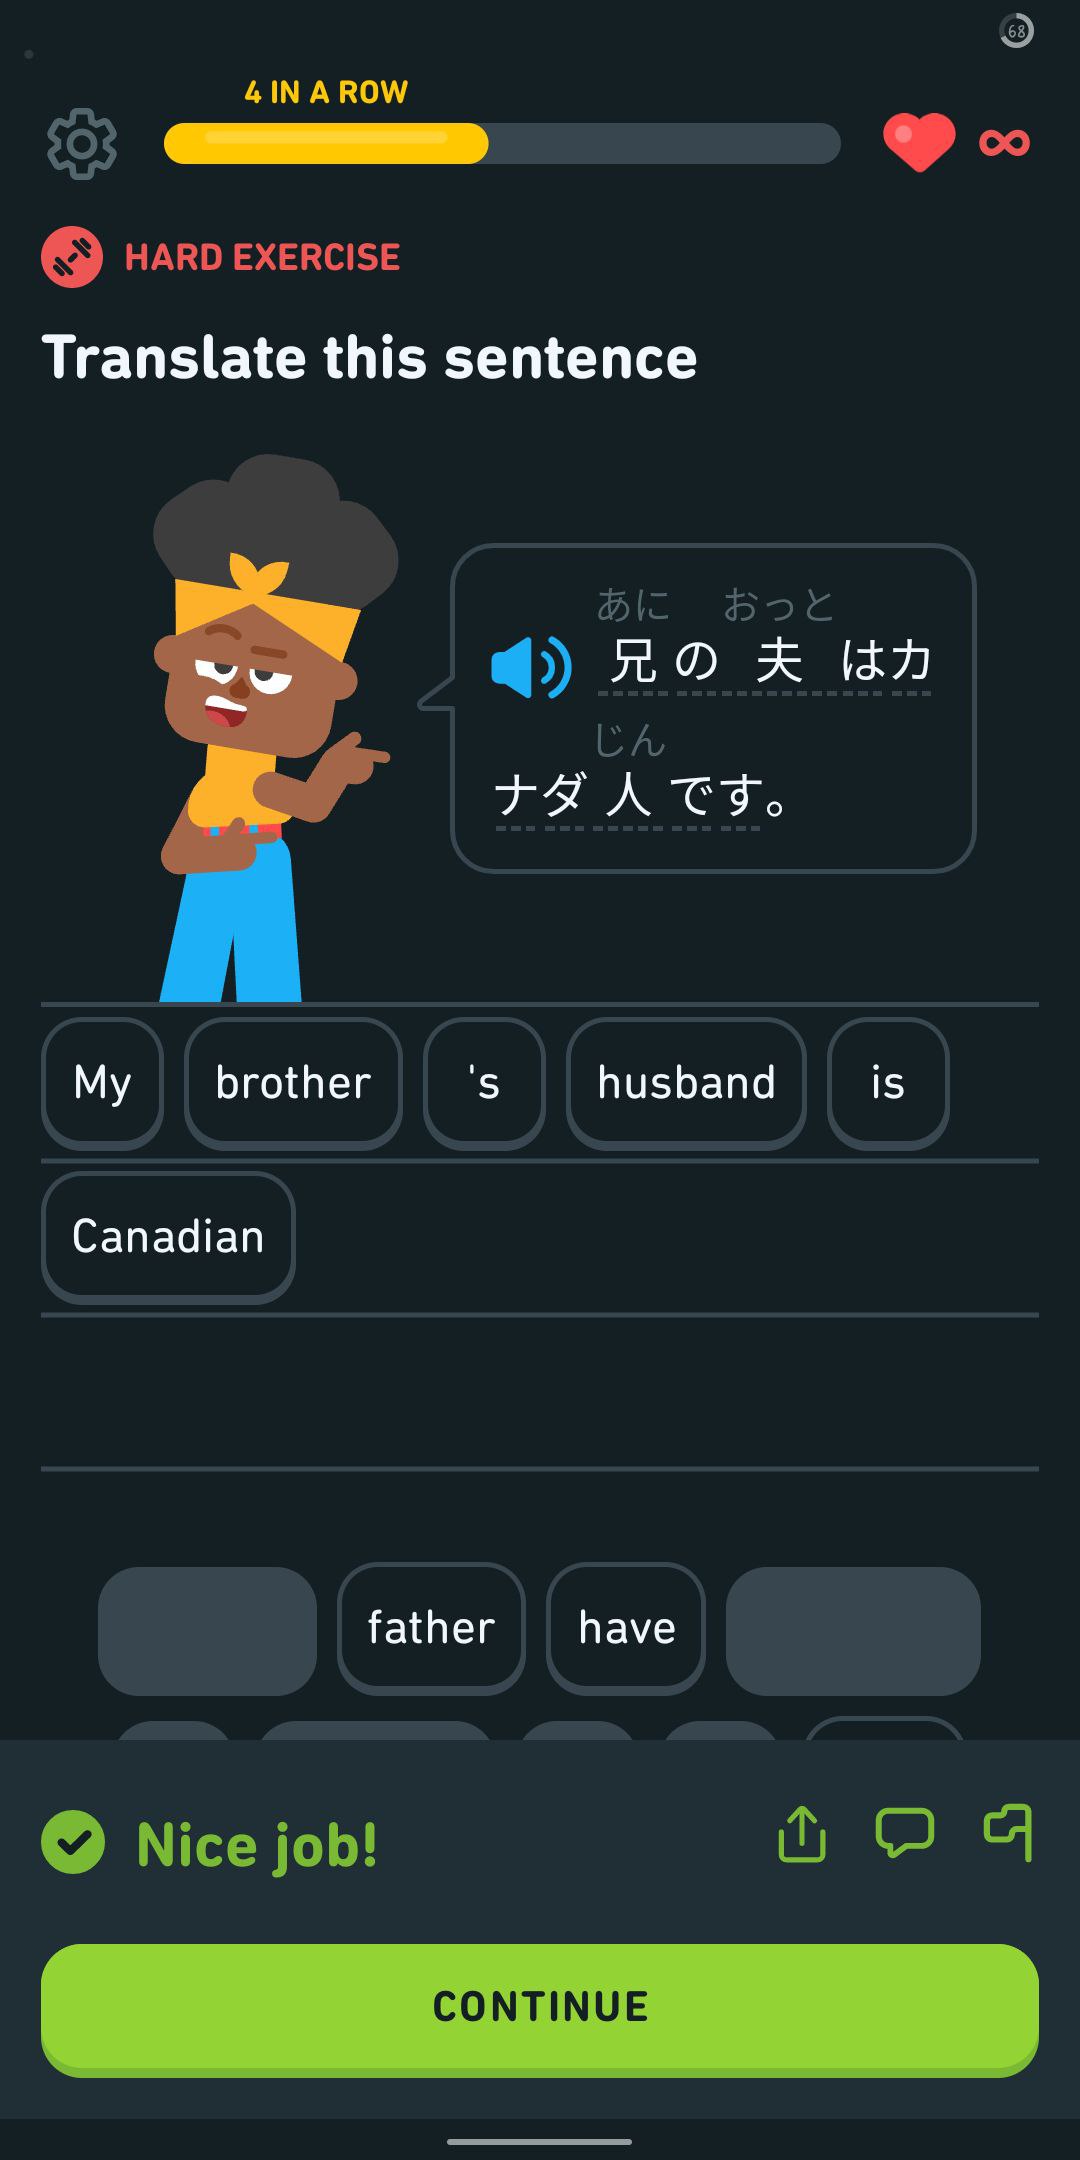 68
4 IN A ROW
HARD EXERCISE
Translate this sentence
あに おっと
兄の夫はカ
じん
ナダ人です。
My brother 's husband is
Canadian
father have
Nice job!
CONTINUE